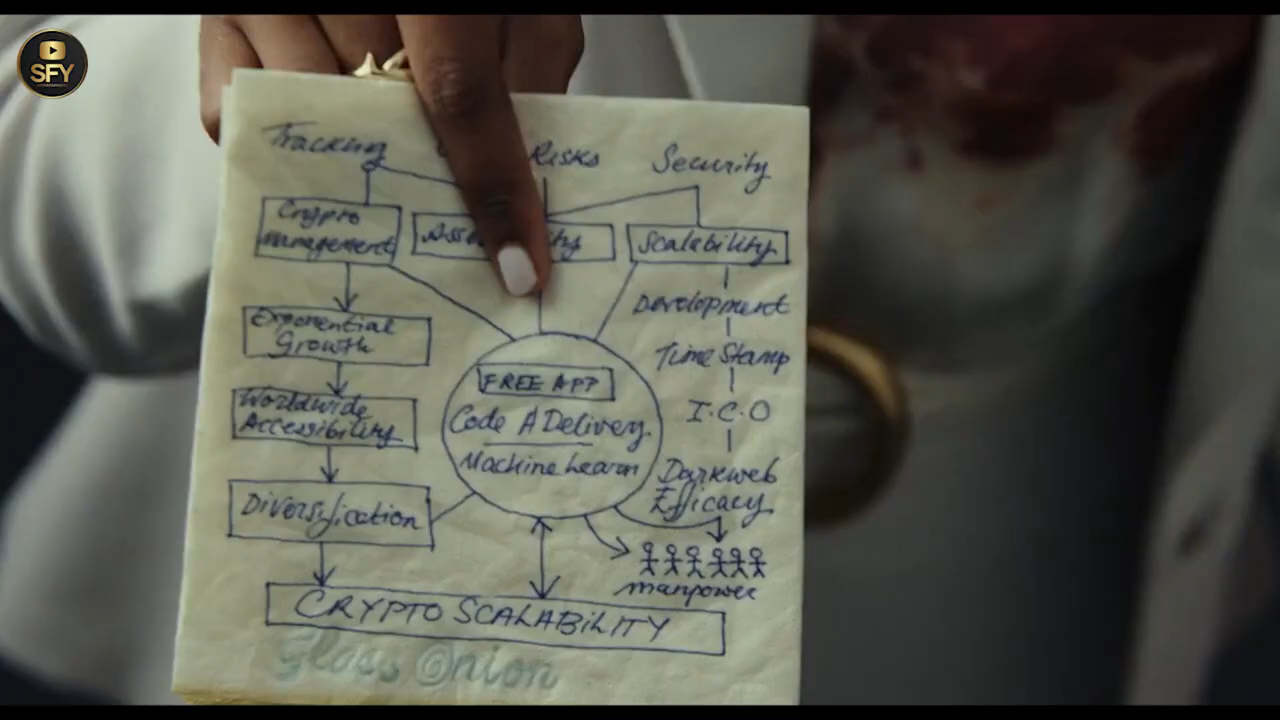 SFY
Tracking
Risks
Security
Crypto
management
Scalability
Exponential
Growth
Worldwide
Accessibility
Diversification
FREE APP
Code A Delivery
Machine Learn
Development
Time Stamp
I.C.O
Darkweb
Efficacy
manpower
CRYPTO SCALABILITY
Glass Onion